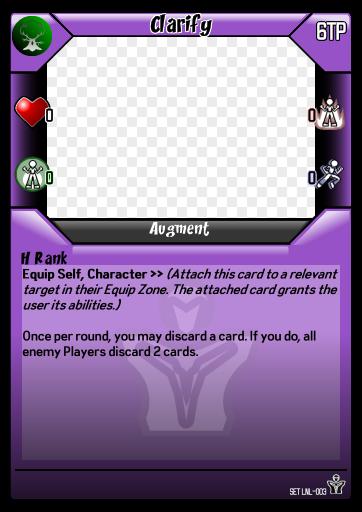 Clarify
6TP
0
0
0
0
Augment
H Rank
Equip Self, Character >> (Attach this card to a relevant
target in their Equip Zone. The attached card grants the
user its abilities.)
Once per round, you may discard a card. If you do, all
enemy Players discard 2 cards.
SET LNL-003